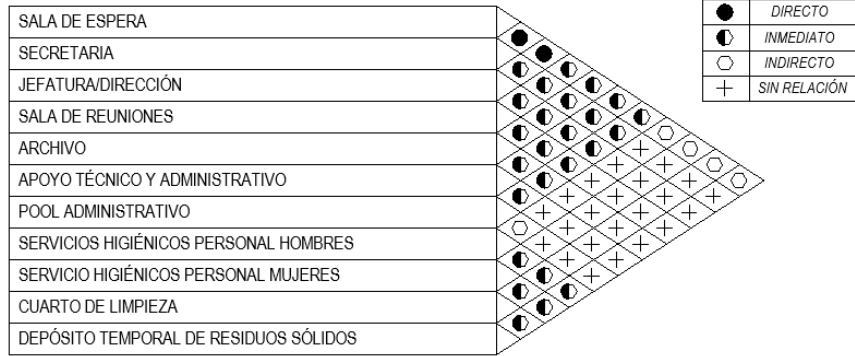 SALA DE ESPERA
SECRETARIA
JEFATURA/DIRECCIÓN
SALA DE REUNIONES
ARCHIVO
APOYO TÉCNICO Y ADMINISTRATIVO
POOL ADMINISTRATIVO
SERVICIOS HIGIÉNICOS PERSONAL HOMBRES
SERVICIO HIGIÉNICOS PERSONAL MUJERES
CUARTO DE LIMPIEZA
DEPÓSITO TEMPORAL DE RESIDUOS SÓLIDOS
DIRECTO
INMEDIATO
INDIRECTO
SIN RELACIÓN